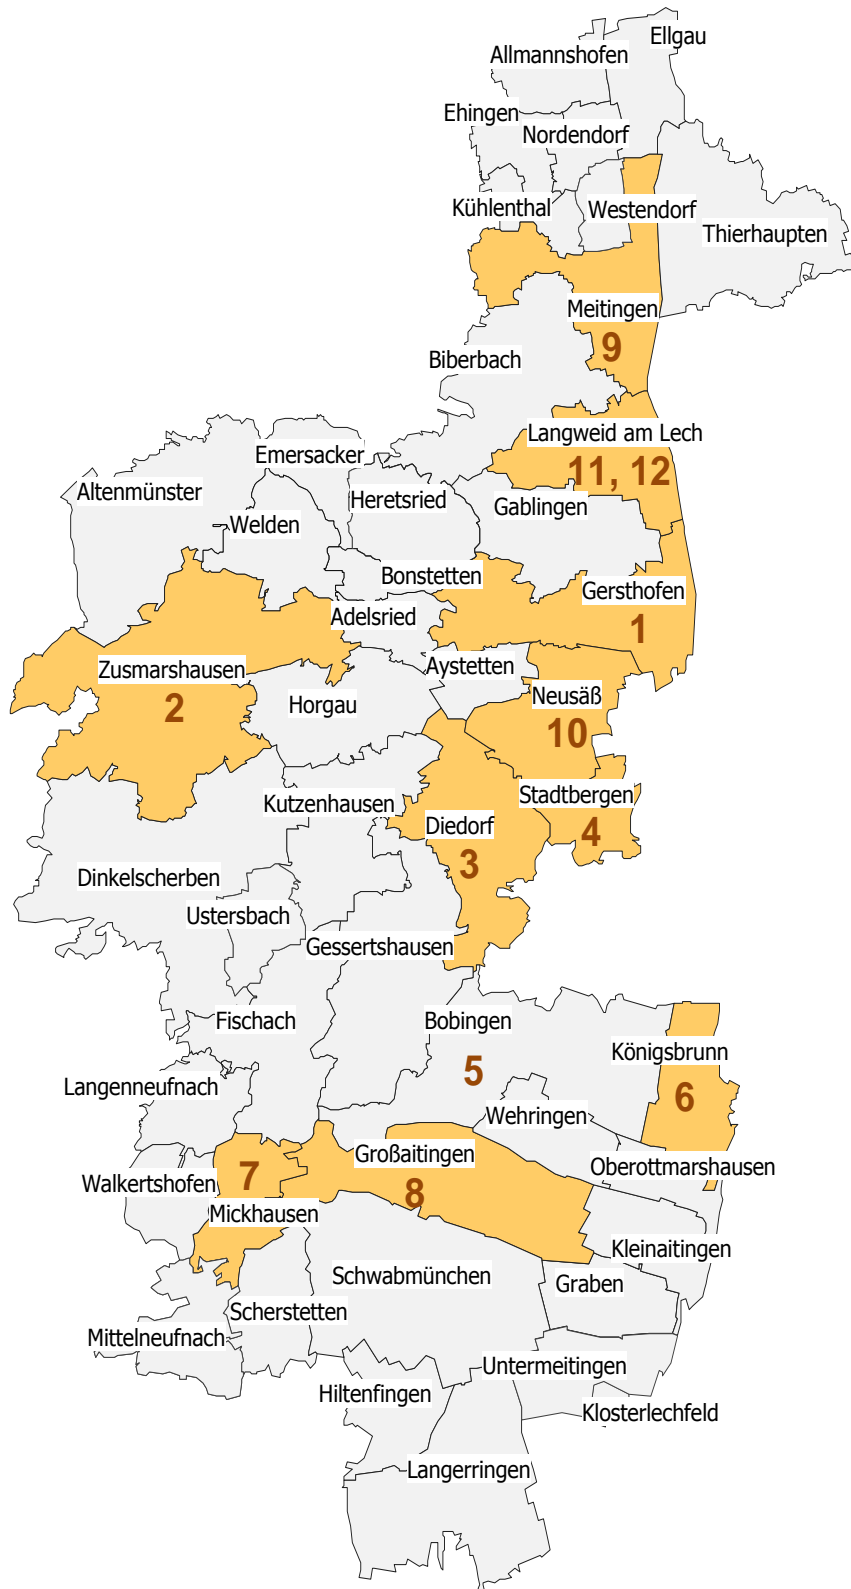 Ellgau
Allmannshofen
Ehingen
Nordendorf
Kühlenthal
Westendorf
Thierhaupten
Meitingen
9
Biberbach
Langweid am Lech
11, 12
Emersacker
Altenmünster
Heretsried
Gablingen
Welden
Bonstetten
Gersthofen
1
Adelsried
Zusmarshausen
2
Aystetten
Horgau
Neusäß
10
Stadtbergen
4
Kutzenhausen
Diedorf
3
Dinkelscherben
Ustersbach
Gessertshausen
Fischach
Bobingen
5
Königsbrunn
6
Langenneufnach
Wehringen
Großaitingen
8
Oberottmarshausen
Walkertshofen
7
Mickhausen
Kleinaitingen
Schwabmünchen
Graben
Scherstetten
Mittelneufnach
Untermeitingen
Hiltenfingen
Klosterlechfeld
Langerringen